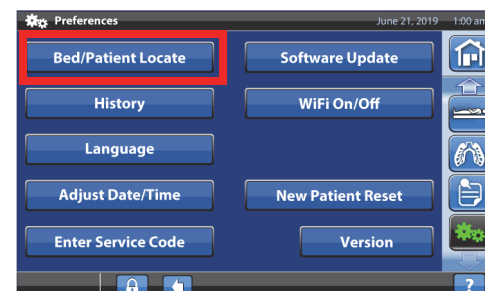 Preferences June 21, 2019 1:00 am
Bed/Patient Locate Software Update
History WiFi On/Off
Language
Adjust Date/Time New Patient Reset
Enter Service Code Version
?